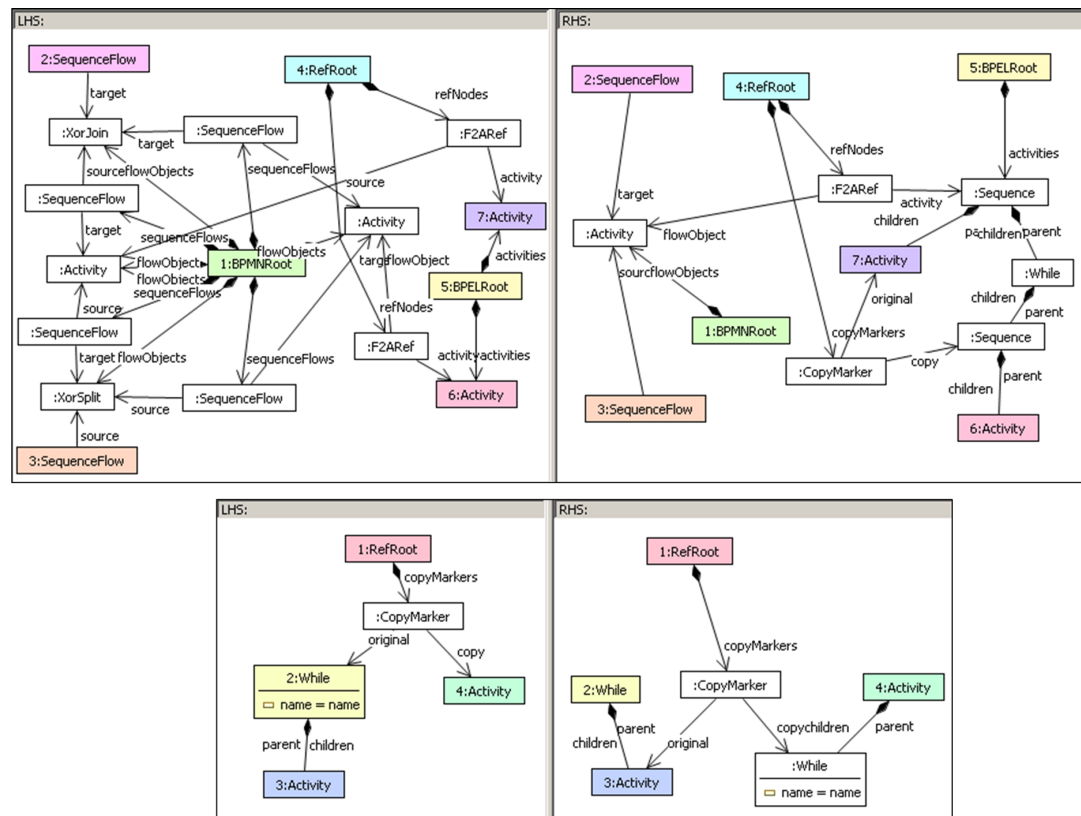 LHS:
2:SequenceFlow
4:RefRoot
target
refNodes
:XorJoin
:SequenceFlow
:F2ARef
target
sourceflowObjects
sequenceFlows
source
activity
:SequenceFlow
:Activity
7:Activity
target
sequenceFlows
flowObjects
activities
:Activity
flowObject
1:BPMNRoot
targeflowObject
flowObjects
5:BPELRoot
source
sequenceFlows
refNodes
:SequenceFlow
:F2ARef
target flowObjects
sequenceFlows
activityactivities
:XorSplit
source
:SequenceFlow
6:Activity
source
3:SequenceFlow
RHS:
2:SequenceFlow
4:RefRoot
5:BPELRoot
refNodes
activities
target
:F2ARef
:Sequence
activity
children
:Activity
flowObject
children
parent
7:Activity
:While
sourcflowObjects
original
children
parent
1:BPMNRoot
copyMarkers
:Sequence
:CopyMarker
copy
children
parent
3:SequenceFlow
6:Activity
LHS:
1:RefRoot
copyMarkers
:CopyMarker
original
copy
2:While
name = name
4:Activity
parent
children
3:Activity
RHS:
1:RefRoot
copyMarkers
2:While
:CopyMarker
4:Activity
parent
children
original
copychildren
parent
3:Activity
:While
name = name